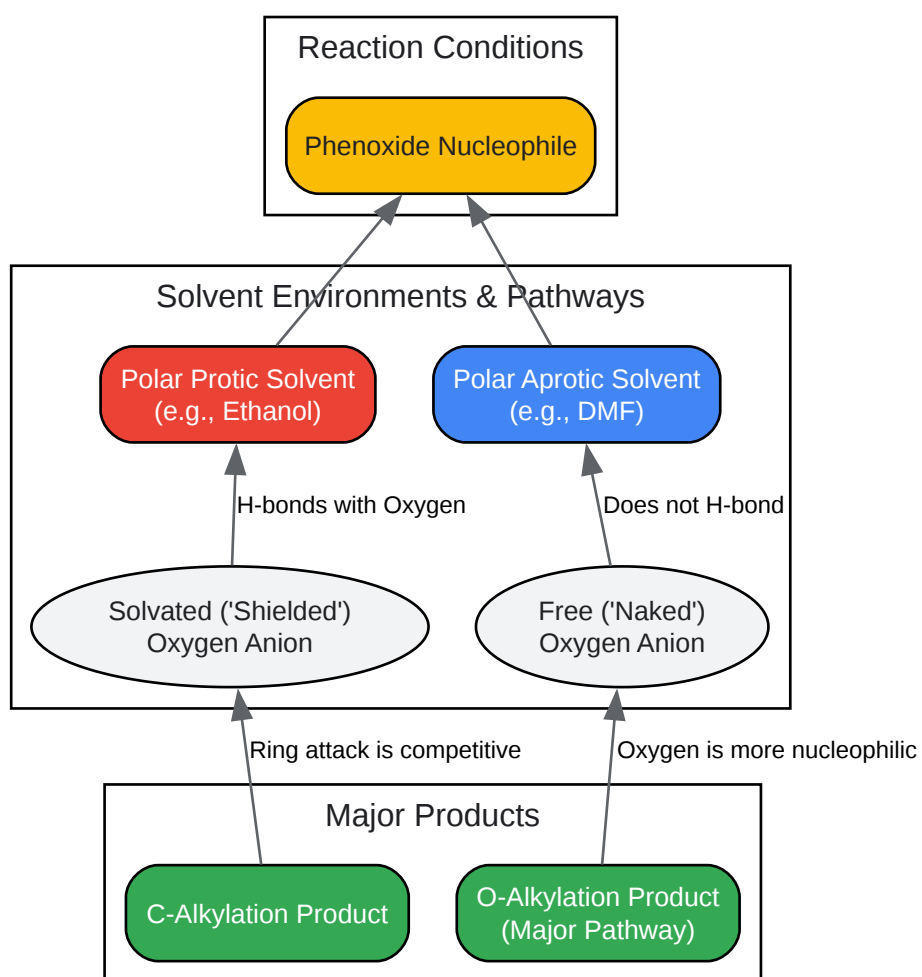 Reaction Conditions
Phenoxide Nucleophile
Solvent Environments & Pathways
Polar Protic Solvent
(e.g., Ethanol)
Polar Aprotic Solvent
(e.g., DMF)
H-bonds with Oxygen
Does not H-bond
Solvated ('Shielded')
Oxygen Anion
Free ('Naked')
Oxygen Anion
Ring attack is competitive
Oxygen is more nucleophilic
Major Products
C-Alkylation Product
O-Alkylation Product
(Major Pathway)